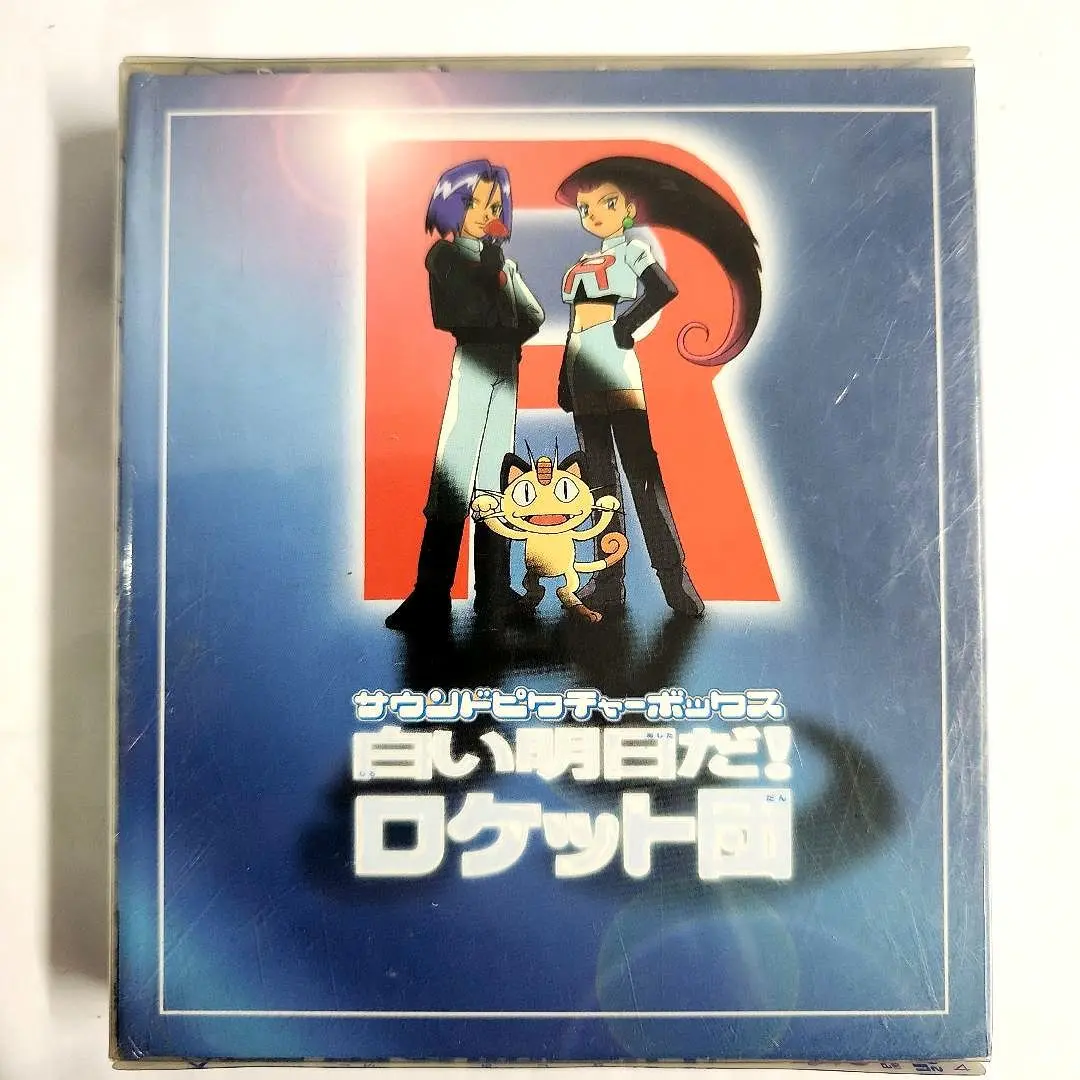 R
R
サウンドピクチャーボックス
白い明日だ!
ロケット団